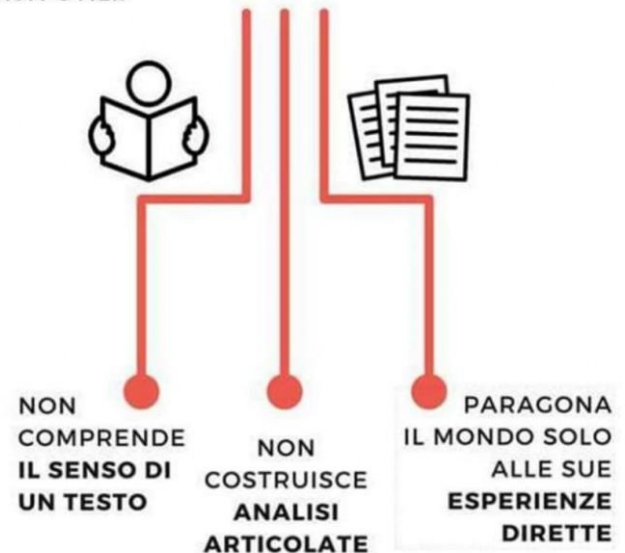 NON
COMPRENDE
IL SENSO DI
UN TESTO
NON
COSTRUISCE
ANALISI
ARTICOLATE
PARAGONA
IL MONDO SOLO
ALLE SUE
ESPERIENZE
DIRETTE